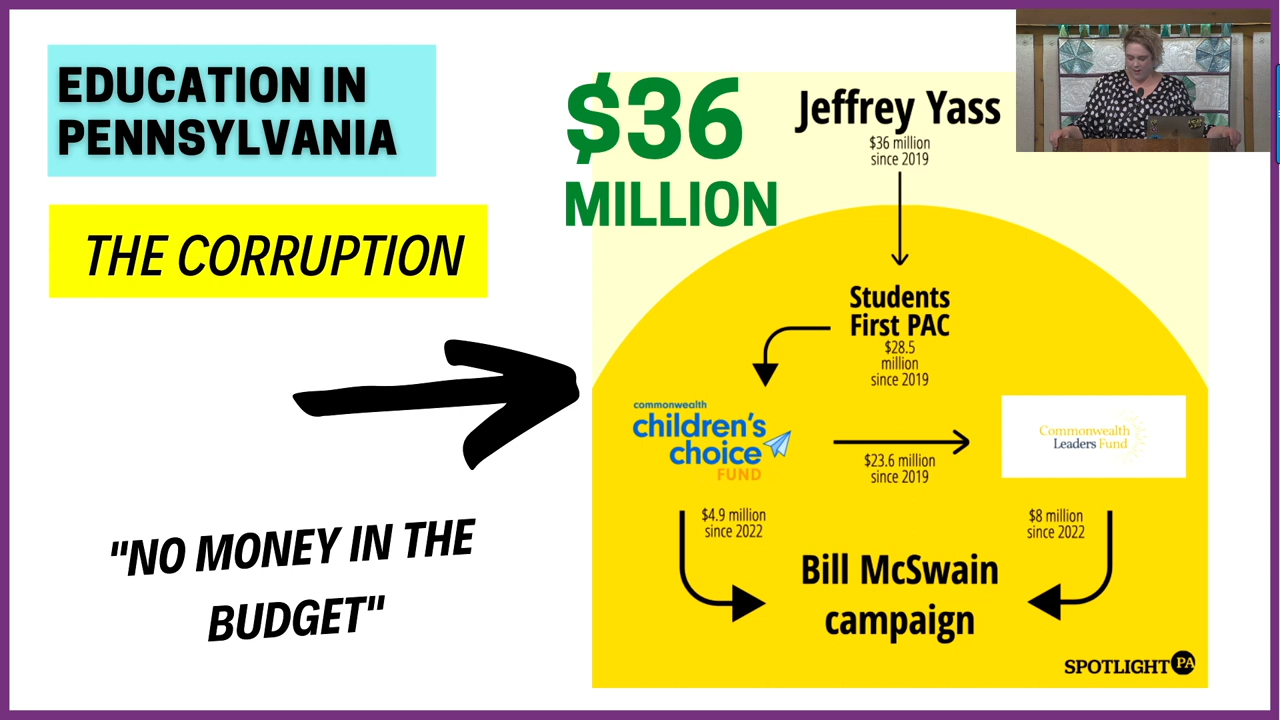 EDUCATION IN
PENNSYLVANIA
THE CORRUPTION
"NO MONEY IN THE
BUDGET"
$36
MILLION
Jeffrey Yass
$36 million
since 2019
Students
First PAC
$28.5
million
since 2019
commonwealth
children's
choice
FUND
$23.6 million
since 2019
Commonwealth
Leaders Fund
$4.9 million
since 2022
$8 million
since 2022
Bill McSwain
campaign
SPOTLIGHT PA